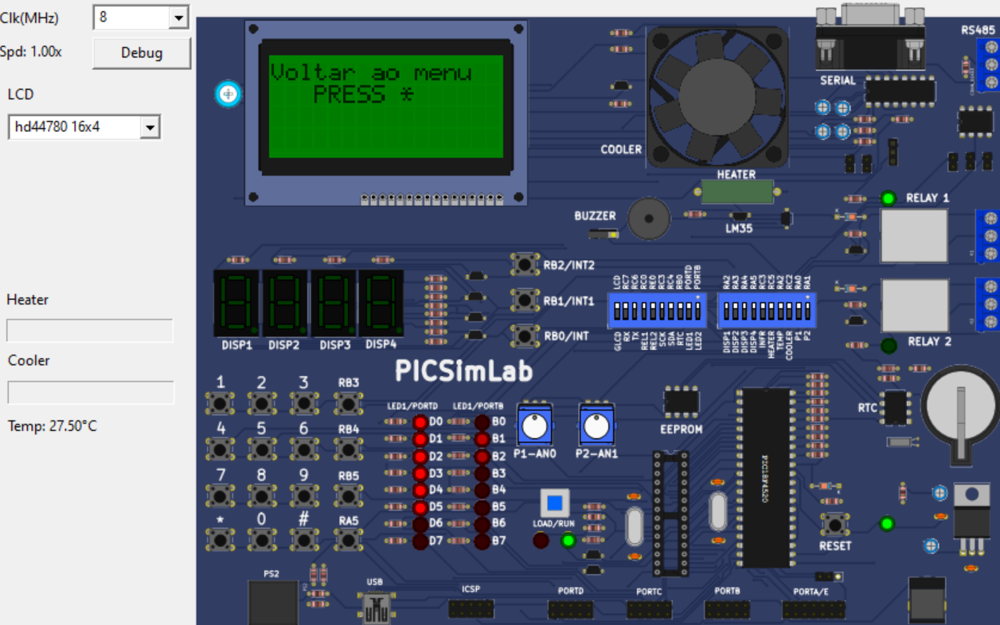 Clk(MHz)
8
Spd: 1.00x
Debug
LCD
hd44780 16x4
Heater
Cooler
Temp: 27.50°C
Voltar ao menu
PRESS *
COOLER
HEATER
BUZZER
LM35
SERIAL
RS485
RELAY 1
RELAY 2
RB2/INT2
RB1/INT1
RB0/INT
DISP1 DISP2 DISP3 DISP4
LCD RC7 RC6 RC0 RE0 RC3 RC4 RB0 PORTD PORTB
GLCD RX TX REL1 REL2 SCK SDA RTC LED1 LED2
RA2 RA3 RA4 RA5 RC3 RC5 RA2 RC2 RA0 RA1
DISP1 DISP2 DISP3 DISP4 INFR HEATER TEMP COOLER P1 P2
PICSimLab
1 2 3 RB3
4 5 6 RB4
7 8 9 RB5
* 0 # RA5
LED1/PORTD LED1/PORTB
D0 B0
D1 B1
D2 B2
D3 B3
D4 B4
D5 B5
D6 B6
D7 B7
P1-AN0 P2-AN1
EEPROM
RTC
PIC18F4520
LOAD/RUN
RESET
PS2
USB
ICSP
PORTD
PORTC
PORTB
PORTA/E